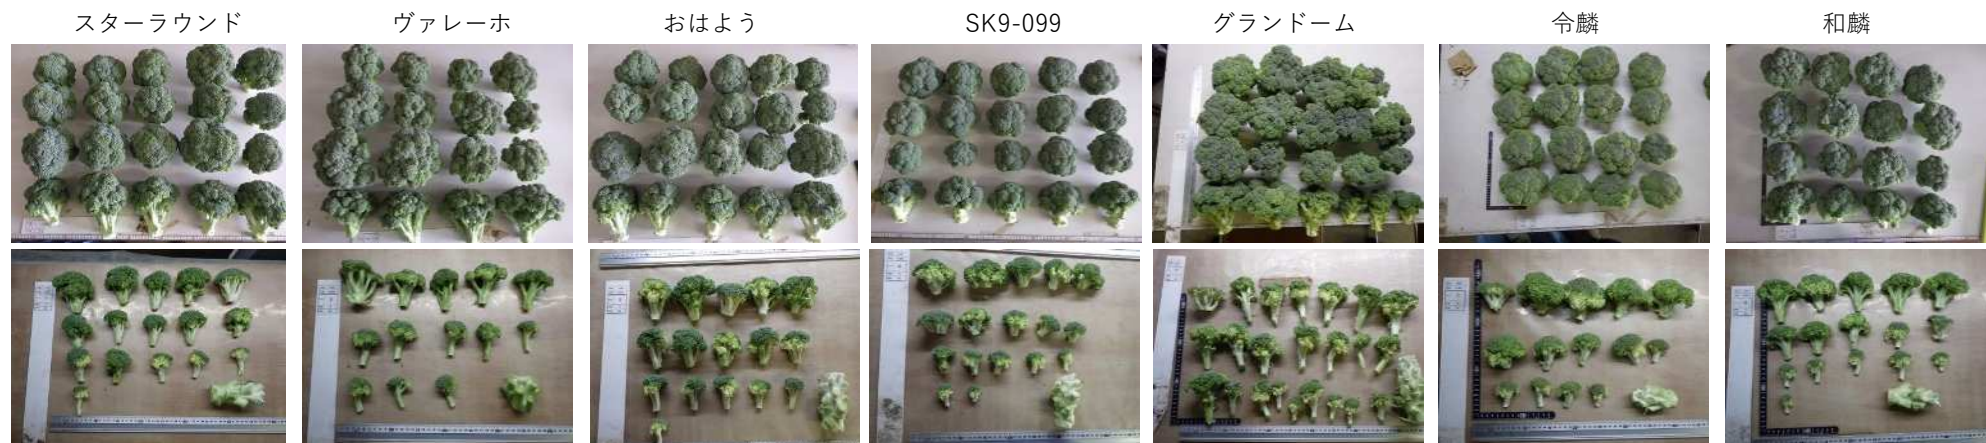 スターラウンド
ヴァレーホ
おはよう
SK9-099
グランドーム
令麟
和麟